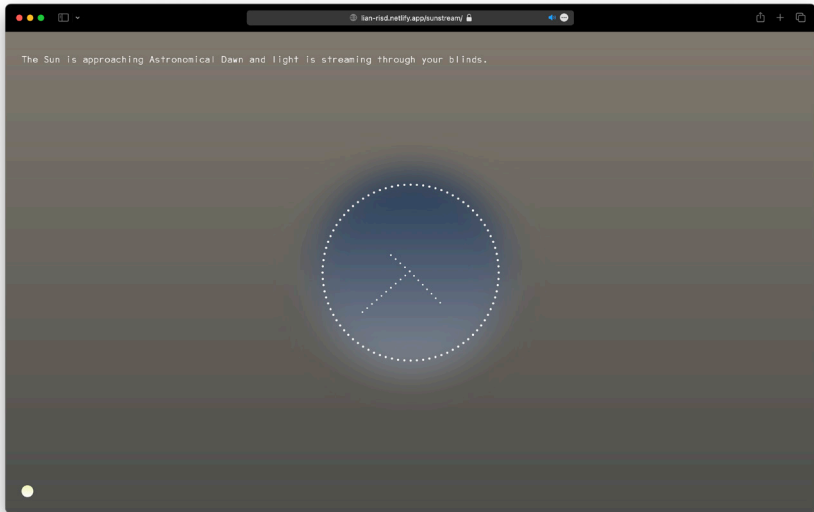 lian-risd.netlify.app/sunstream/
The Sun is approaching Astronomical Dawn and light is streaming through your blinds.